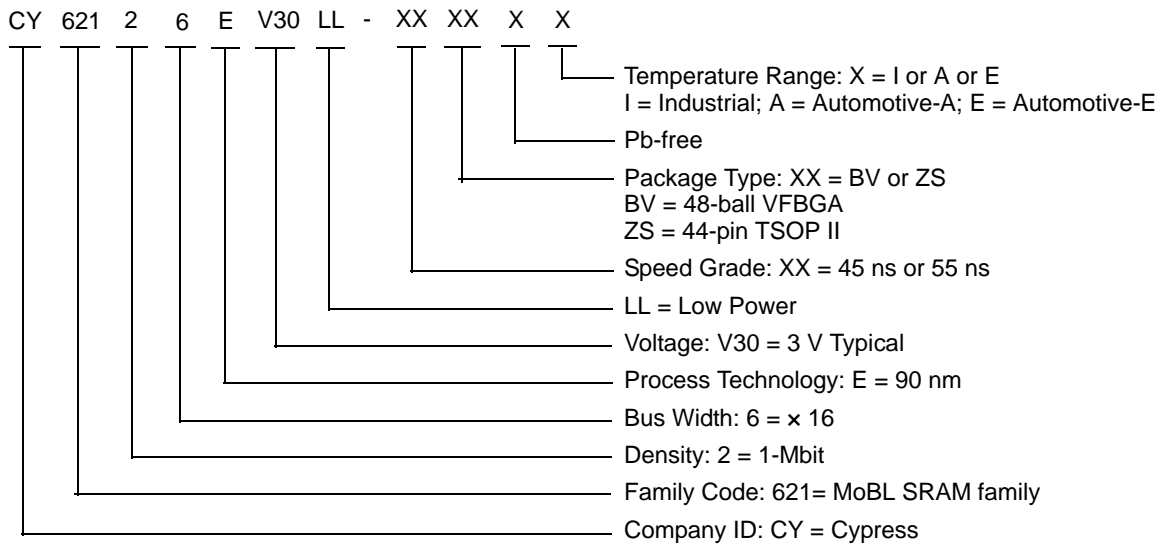 CY 621 2 6 E V30 LL - XX XX X X
Temperature Range: X = I or A or E
I = Industrial; A = Automotive-A; E = Automotive-E
Pb-free
Package Type: XX = BV or ZS
BV = 48-ball VFBGA
ZS = 44-pin TSOP II
Speed Grade: XX = 45 ns or 55 ns
LL = Low Power
Voltage: V30 = 3 V Typical
Process Technology: E = 90 nm
Bus Width: 6 = × 16
Density: 2 = 1-Mbit
Family Code: 621= MoBL SRAM family
Company ID: CY = Cypress